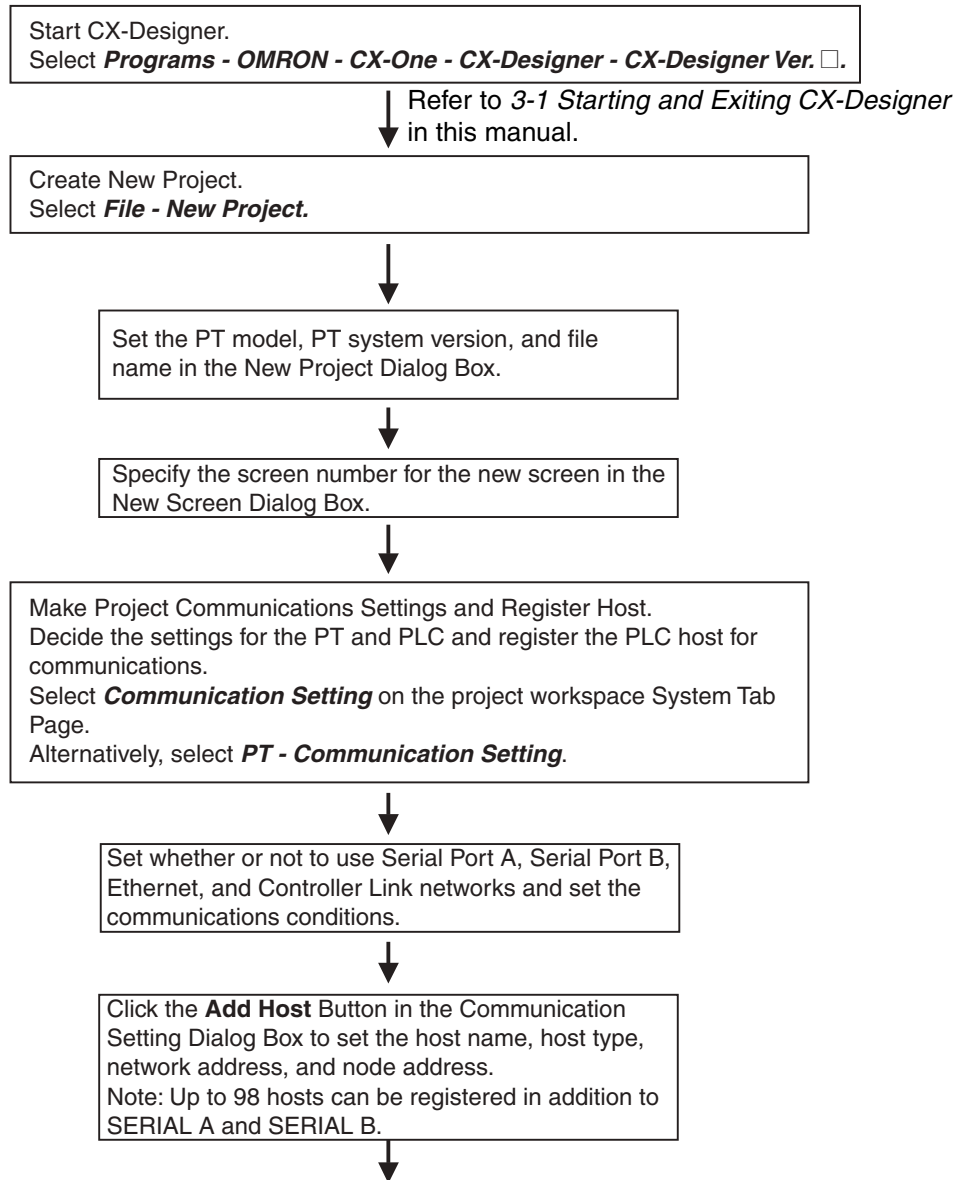 Start CX-Designer.
Select Programs - OMRON - CX-One - CX-Designer - CX-Designer Ver. □.
Refer to 3-1 Starting and Exiting CX-Designer
in this manual.
Create New Project.
Select File - New Project.
Set the PT model, PT system version, and file
name in the New Project Dialog Box.
Specify the screen number for the new screen in the
New Screen Dialog Box.
Make Project Communications Settings and Register Host.
Decide the settings for the PT and PLC and register the PLC host for
communications.
Select Communication Setting on the project workspace System Tab
Page.
Alternatively, select PT - Communication Setting.
Set whether or not to use Serial Port A, Serial Port B,
Ethernet, and Controller Link networks and set the
communications conditions.
Click the Add Host Button in the Communication
Setting Dialog Box to set the host name, host type,
network address, and node address.
Note: Up to 98 hosts can be registered in addition to
SERIAL A and SERIAL B.